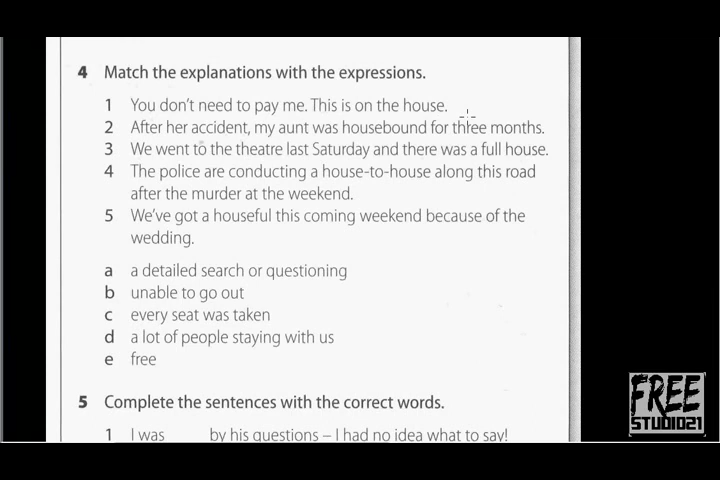 4 Match the explanations with the expressions.
1 You don't need to pay me. This is on the house.
2 After her accident, my aunt was housebound for three months.
3 We went to the theatre last Saturday and there was a full house.
4 The police are conducting a house-to-house along this road
after the murder at the weekend.
5 We've got a houseful this coming weekend because of the
wedding.
a a detailed search or questioning
b unable to go out
c every seat was taken
d a lot of people staying with us
e free
5 Complete the sentences with the correct words.
1 I was by his questions – I had no idea what to say!
FREE
STUDIO21